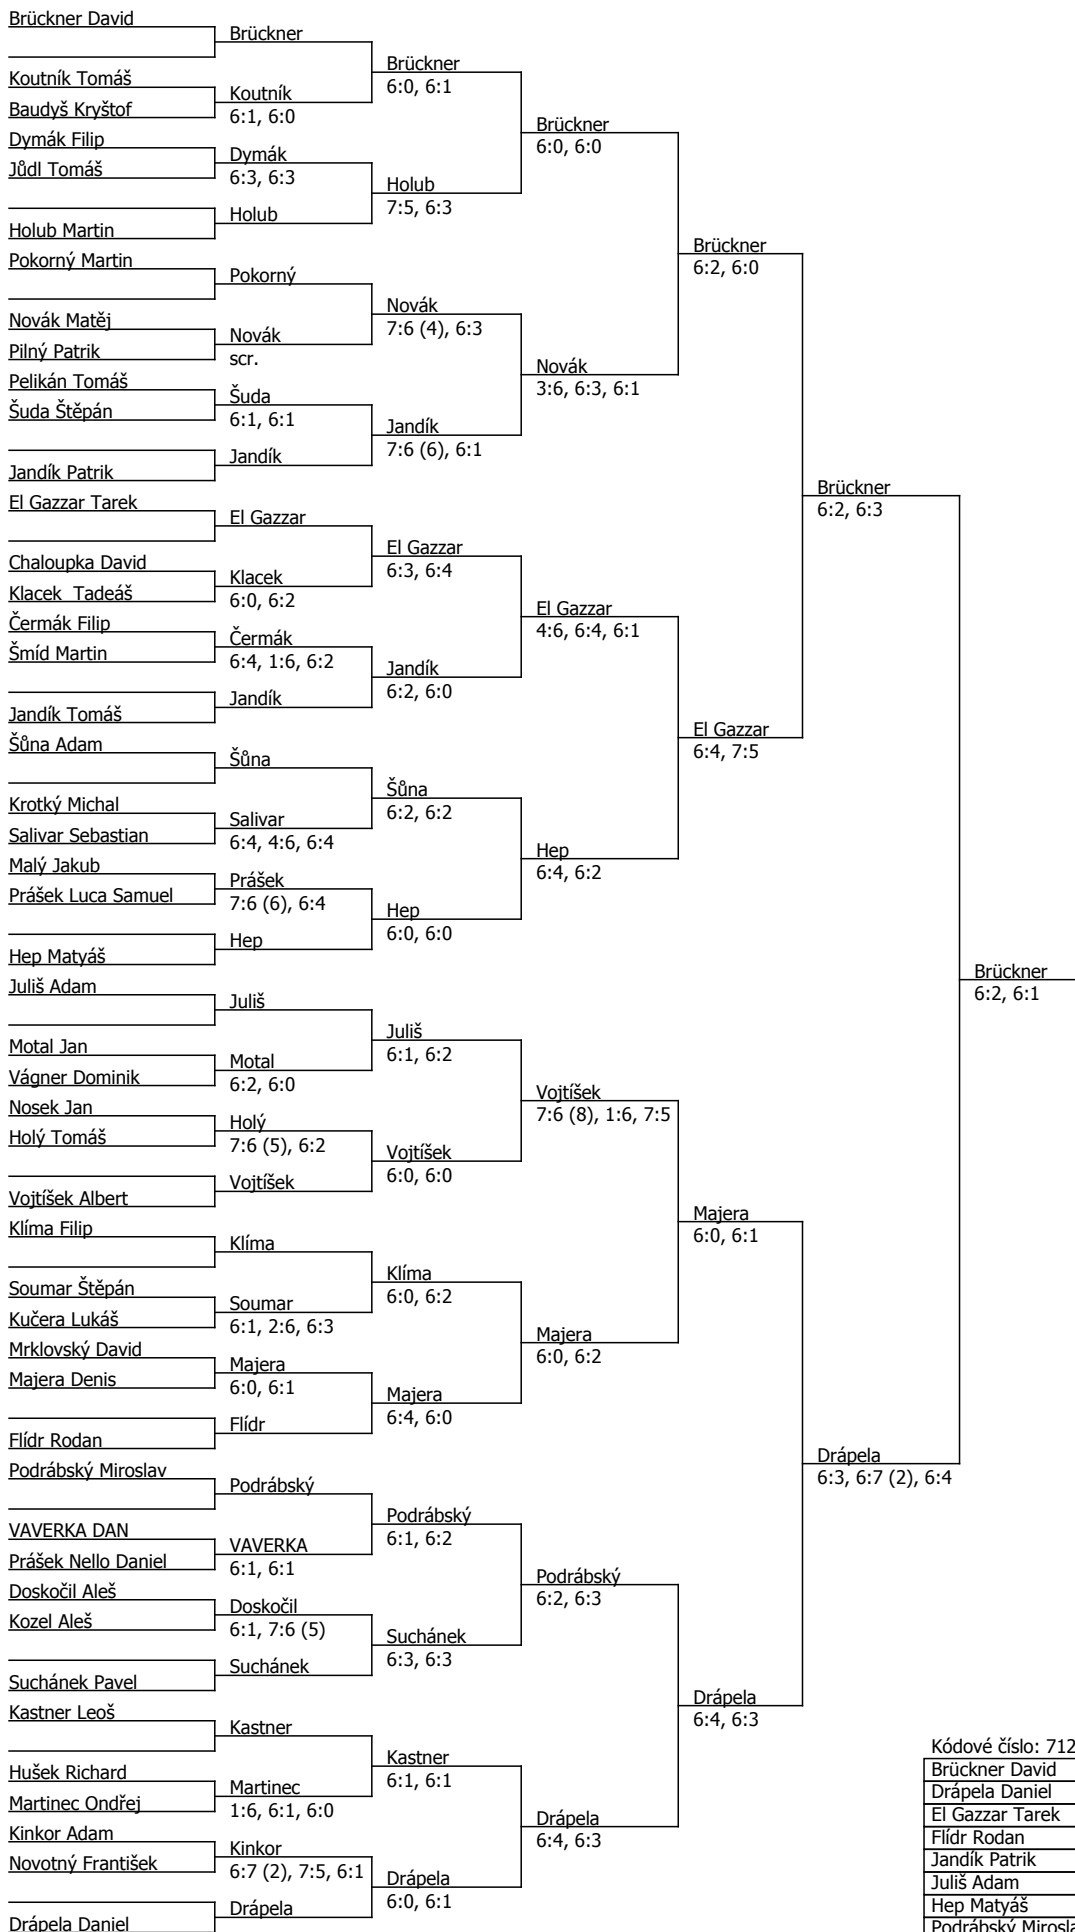 Brückner David
Brückner
Brückner
6:0, 6:1
Koutník Tomáš
Koutník
6:1, 6:0
Baudyš Kryštof
Brückner
6:0, 6:0
Dymák Filip
Dymák
6:3, 6:3
Jůdl Tomáš
Holub
7:5, 6:3
Holub
Holub Martin
Brückner
6:2, 6:0
Pokorný Martin
Pokorný
Novák
7:6 (4), 6:3
Novák Matěj
Novák
scr.
Pilný Patrik
Novák
3:6, 6:3, 6:1
Pelikán Tomáš
Šuda
6:1, 6:1
Šuda Štěpán
Jandík
7:6 (6), 6:1
Jandík
Jandík Patrik
Brückner
6:2, 6:3
El Gazzar Tarek
El Gazzar
El Gazzar
6:3, 6:4
Chaloupka David
Klacek
6:0, 6:2
Klacek Tadeáš
El Gazzar
4:6, 6:4, 6:1
Čermák Filip
Čermák
6:4, 1:6, 6:2
Šmíd Martin
Jandík
6:2, 6:0
Jandík
Jandík Tomáš
El Gazzar
6:4, 7:5
Šůna Adam
Šůna
Šůna
6:2, 6:2
Krotký Michal
Salivar
6:4, 4:6, 6:4
Salivar Sebastian
Hep
6:4, 6:2
Malý Jakub
Prášek
7:6 (6), 6:4
Prášek Luca Samuel
Hep
6:0, 6:0
Hep
Hep Matyáš
Brückner
6:2, 6:1
Juliš Adam
Juliš
Juliš
6:1, 6:2
Motal Jan
Motal
6:2, 6:0
Vágner Dominik
Vojtíšek
7:6 (8), 1:6, 7:5
Nosek Jan
Holý
7:6 (5), 6:2
Holý Tomáš
Vojtíšek
6:0, 6:0
Vojtíšek
Vojtíšek Albert
Majera
6:0, 6:1
Klíma Filip
Klíma
Klíma
6:0, 6:2
Soumar Štěpán
Soumar
6:1, 2:6, 6:3
Kučera Lukáš
Majera
6:0, 6:2
Mrklovský David
Majera
6:0, 6:1
Majera Denis
Majera
6:4, 6:0
Flídr
Flídr Rodan
Drápela
6:3, 6:7 (2), 6:4
Podrábský Miroslav
Podrábský
Podrábský
6:1, 6:2
VAVERKA DAN
VAVERKA
6:1, 6:1
Prášek Nello Daniel
Podrábský
6:2, 6:3
Doskočil Aleš
Doskočil
6:1, 7:6 (5)
Kozel Aleš
Suchánek
6:3, 6:3
Suchánek
Suchánek Pavel
Drápela
6:4, 6:3
Kastner Leoš
Kastner
Kastner
6:1, 6:1
Hušek Richard
Martinec
1:6, 6:1, 6:0
Martinec Ondřej
Drápela
6:4, 6:3
Kinkor Adam
Kinkor
6:7 (2), 7:5, 6:1
Novotný František
Drápela
6:0, 6:1
Drápela
Drápela Daniel
Kódové číslo: 712
Brückner David
Drápela Daniel
El Gazzar Tarek
Flídr Rodan
Jandík Patrik
Juliš Adam
Hep Matyáš
Podrábský